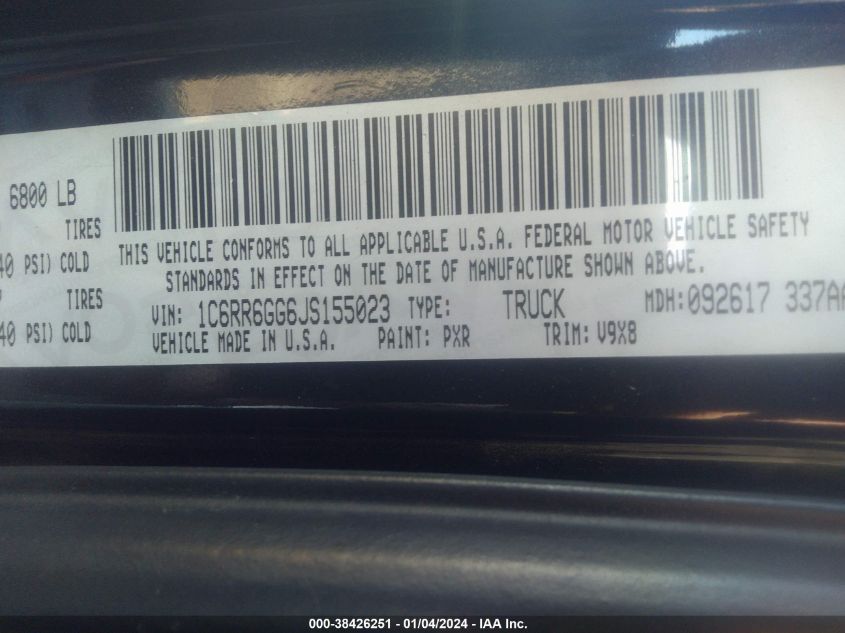 6800 LB
TIRES
40 PSI) COLD
TIRES
40 PSI) COLD
THIS VEHICLE CONFORMS TO ALL APPLICABLE U.S.A. FEDERAL MOTOR VEHICLE SAFETY
STANDARDS IN EFFECT ON THE DATE OF MANUFACTURE SHOWN ABOVE.
VIN: 1C6RR6GG6JS155023 TYPE: TRUCK MDH: 092617 337AA
VEHICLE MADE IN U.S.A. PAINT: PXR TRIM: V9X8
000-38426251 - 01/04/2024 - IAA Inc.